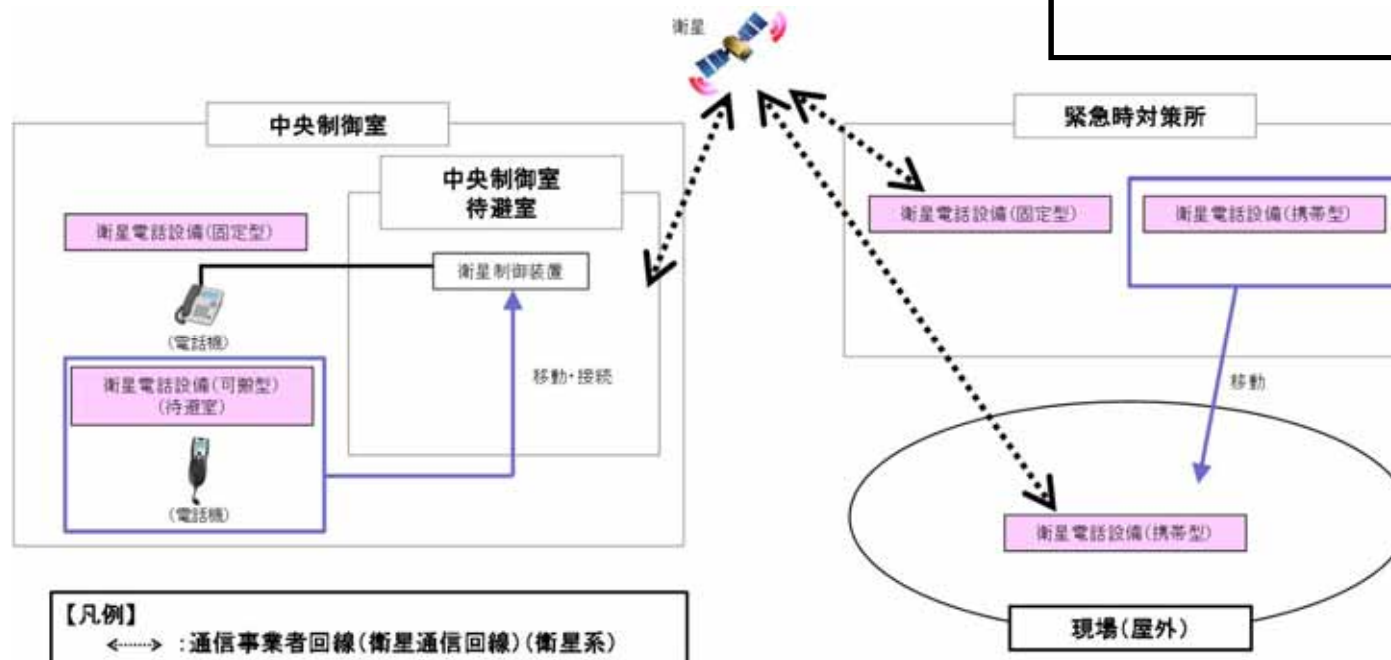 衛星
中央制御室
中央制御室
待避室
衛星電話設備(固定型)
衛星制御装置
(電話機)
移動・接続
衛星電話設備(可搬型)
(待避室)
(電話機)
緊急時対策所
衛星電話設備(固定型)
衛星電話設備(携帯型)
移動
衛星電話設備(携帯型)
現場(屋外)
【凡例】
<┈┈> :通信事業者回線(衛星通信回線)(衛星系)